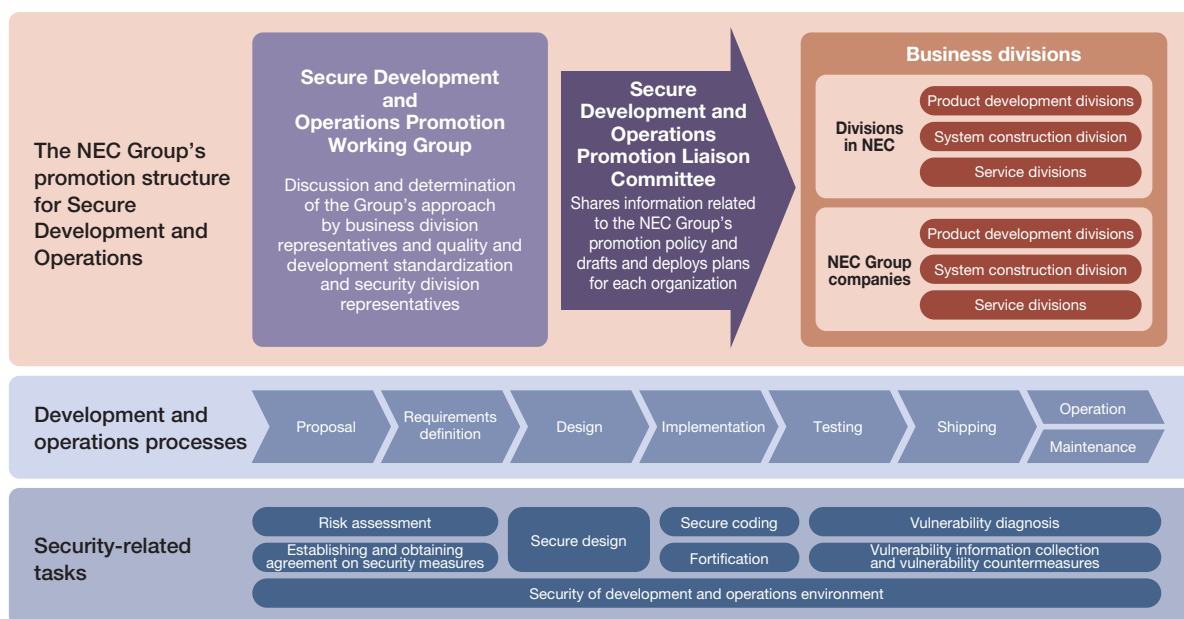 The NEC Group's
promotion structure
for Secure
Development and
Operations
Secure Development
and
Operations Promotion
Working Group
Discussion and determination
of the Group's approach
by business division
representatives and quality and
development standardization
and security division
representatives
Secure
Development and
Operations
Promotion Liaison
Committee
Shares information related
to the NEC Group's
promotion policy and
drafts and deploys plans
for each organization
Business divisions
Divisions
in NEC
Product development divisions
System construction division
Service divisions
NEC Group
companies
Product development divisions
System construction division
Service divisions
Development and
operations processes
Proposal
Requirements
definition
Design
Implementation
Testing
Shipping
Operation
Maintenance
Security-related
tasks
Risk assessment
Establishing and obtaining
agreement on security measures
Secure design
Secure coding
Fortification
Vulnerability diagnosis
Vulnerability information collection
and vulnerability countermeasures
Security of development and operations environment